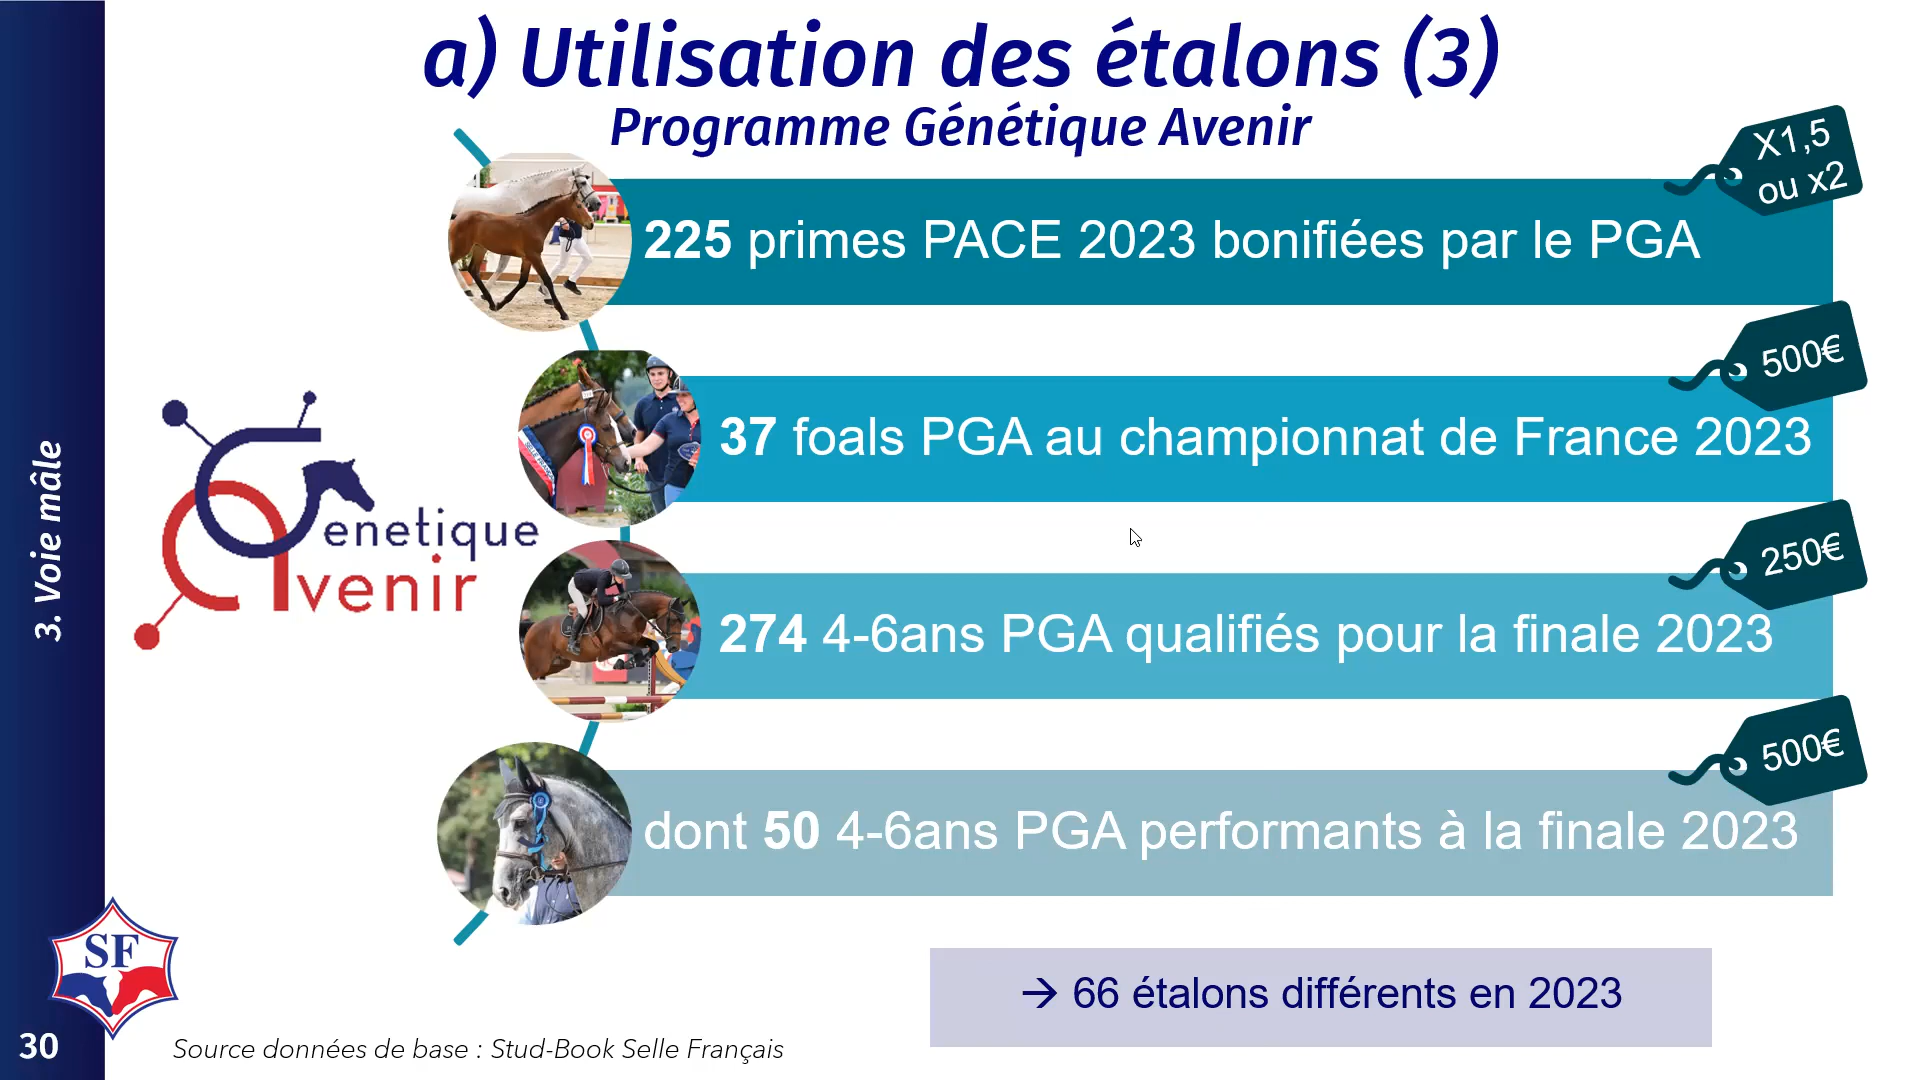 a) Utilisation des étalons (3)
Programme Génétique Avenir
X1,5
ou x2
225 primes PACE 2023 bonifiées par le PGA
500€
37 foals PGA au championnat de France 2023
250€
274 4-6ans PGA qualifiés pour la finale 2023
500€
dont 50 4-6ans PGA performants à la finale 2023
Genetique
Avenir
3. Voie mâle
→ 66 étalons différents en 2023
SF
30
Source données de base : Stud-Book Selle Français